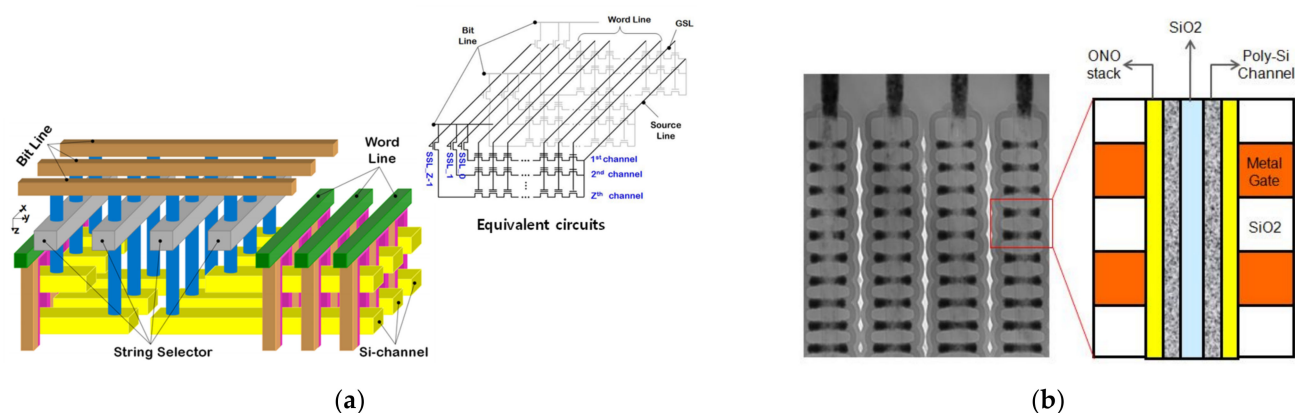 Bit
Line
Word Line
GSL
Source
Line
SSL_Z-1
SSL_1
SSL_0
1st channel
2nd channel
Zth channel
Equivalent circuits
Bit Line
Word
Line
x
y
z
String Selector
Si-channel
(a)
SiO2
ONO
stack
Poly-Si
Channel
Metal
Gate
SiO2
(b)